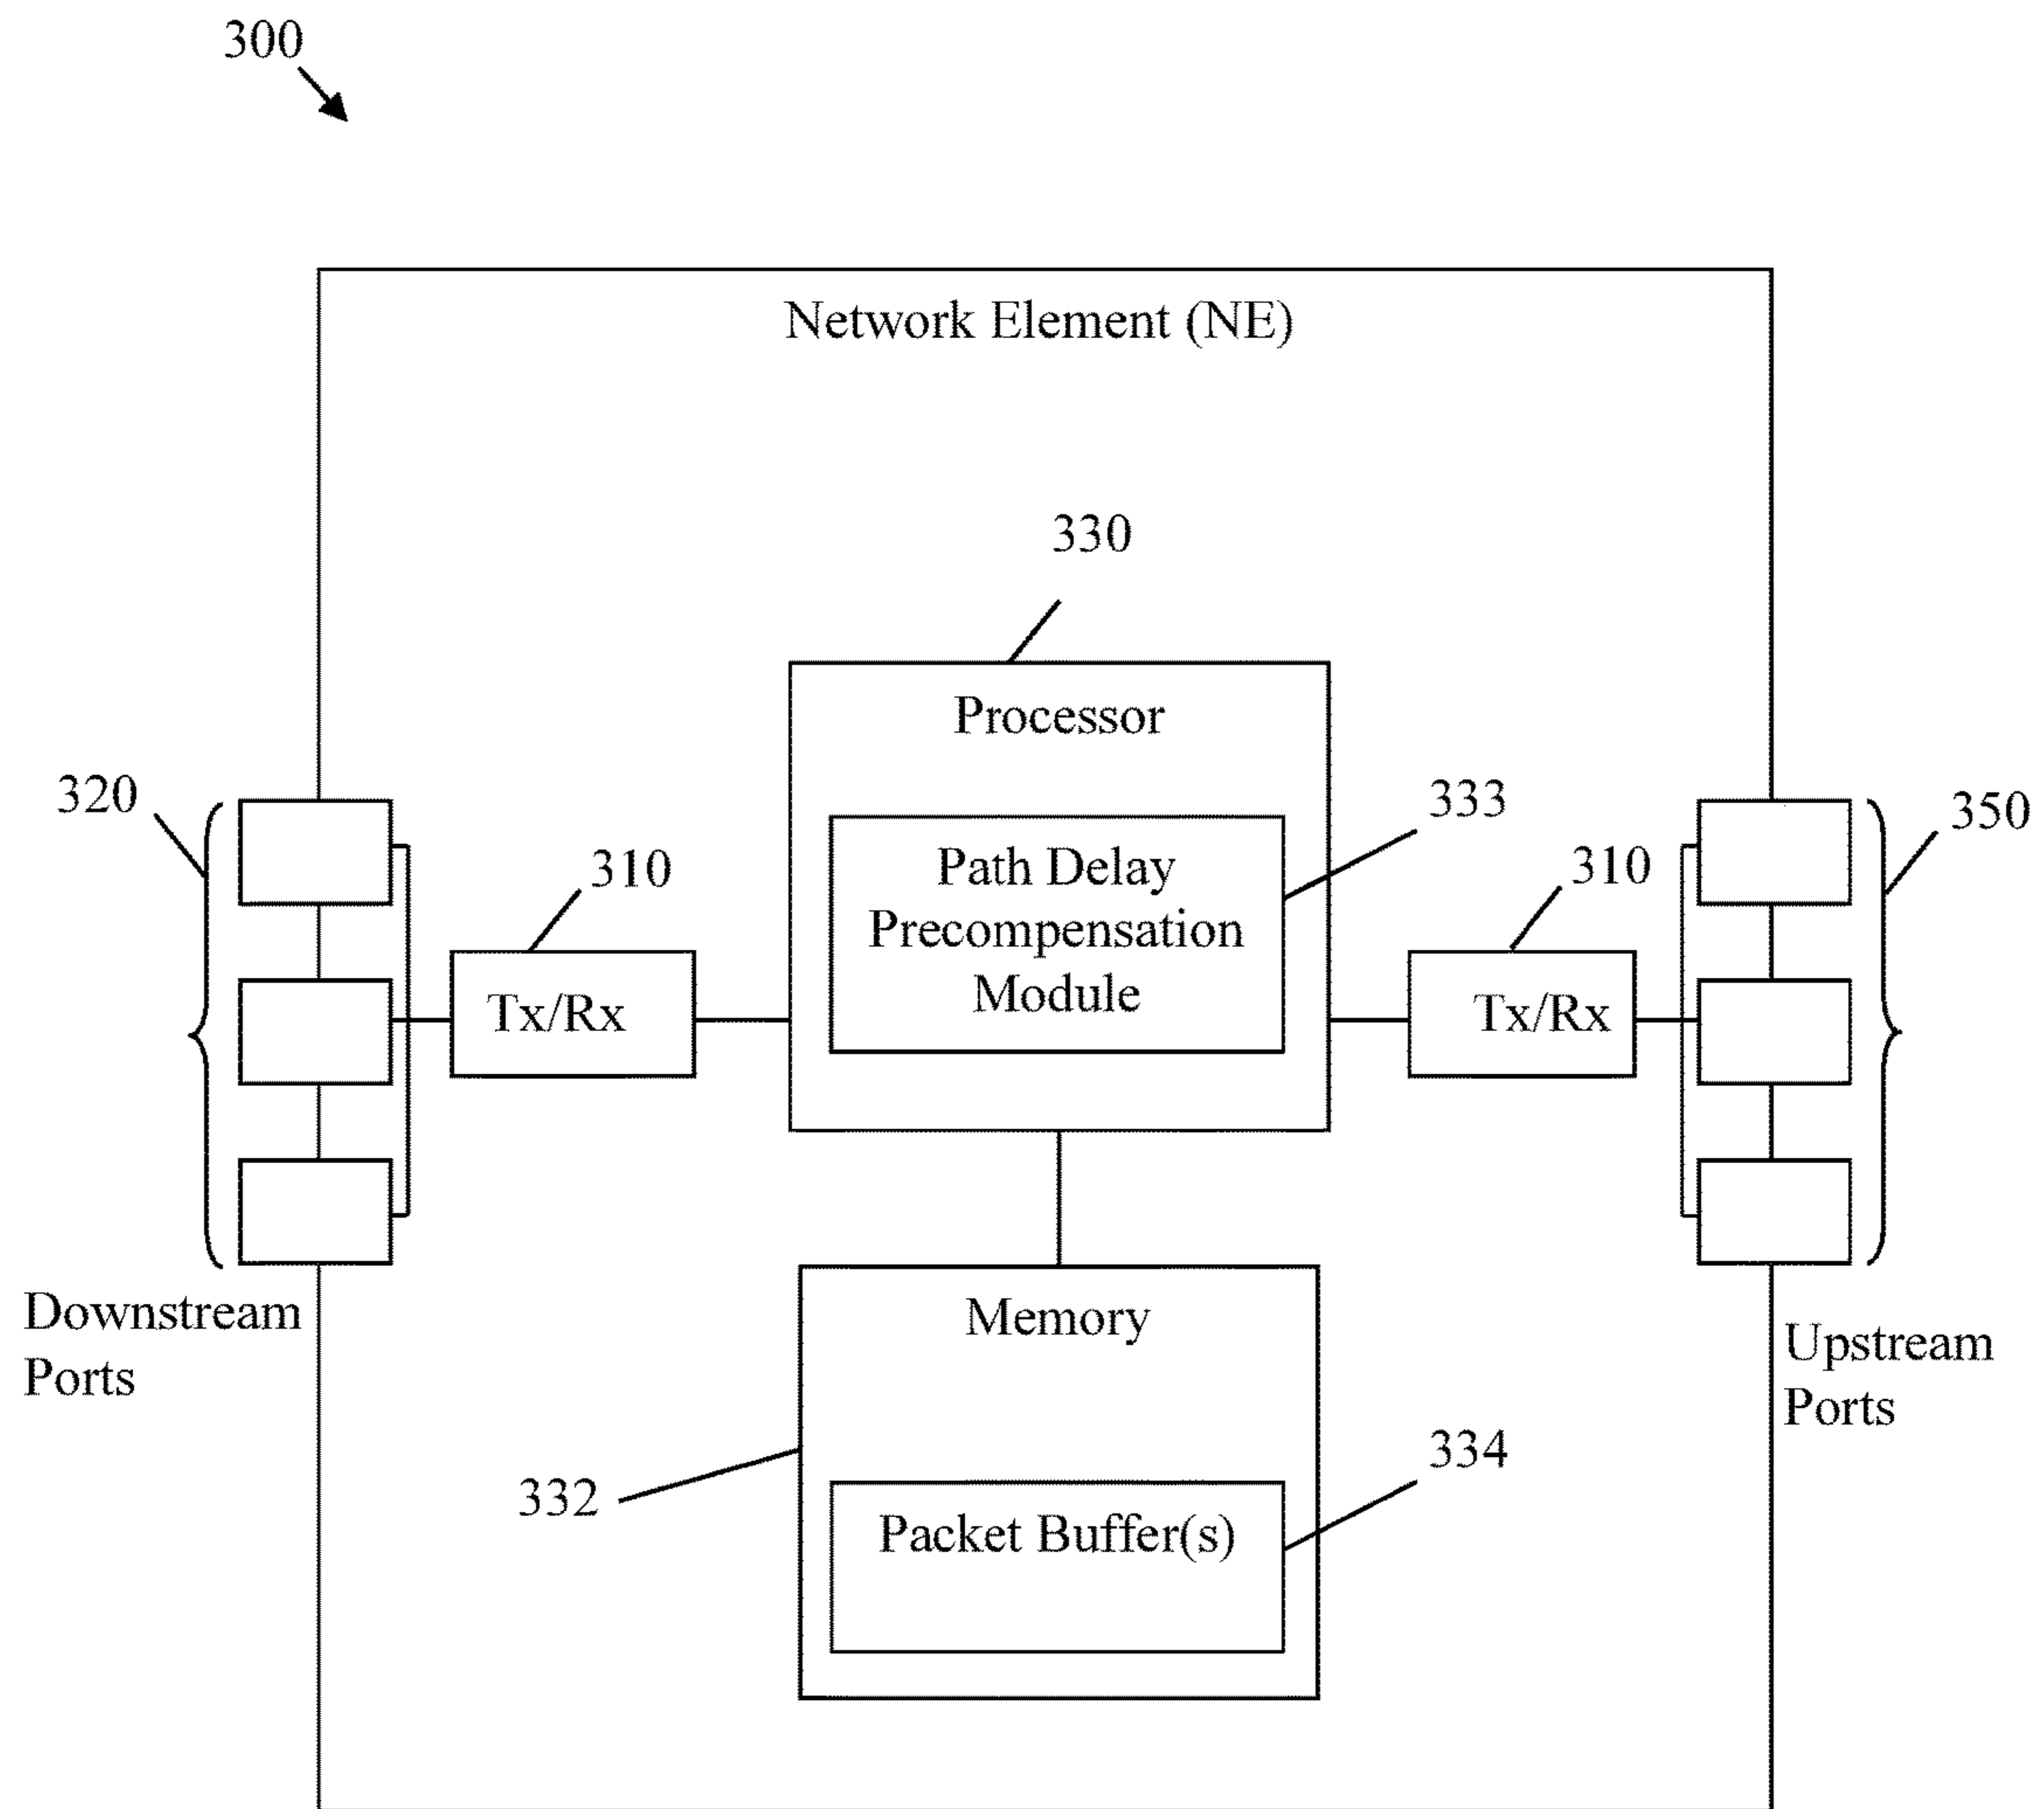 300
Network Element (NE)
330
Processor
320
333
350
310
Path Delay
Precompensation
Module
310
Tx/Rx
Tx/Rx
Downstream
Ports
Memory
Upstream
Ports
332
334
Packet Buffer(s)